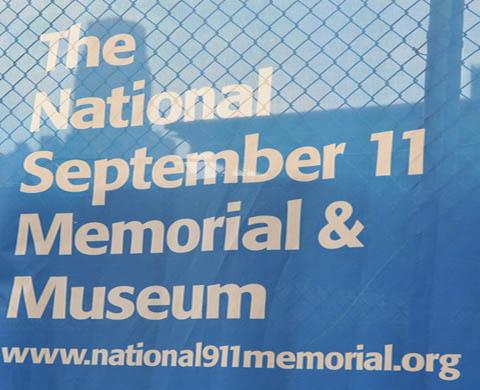 The
National
September 11
Memorial &
Museum
www.national911memorial.org